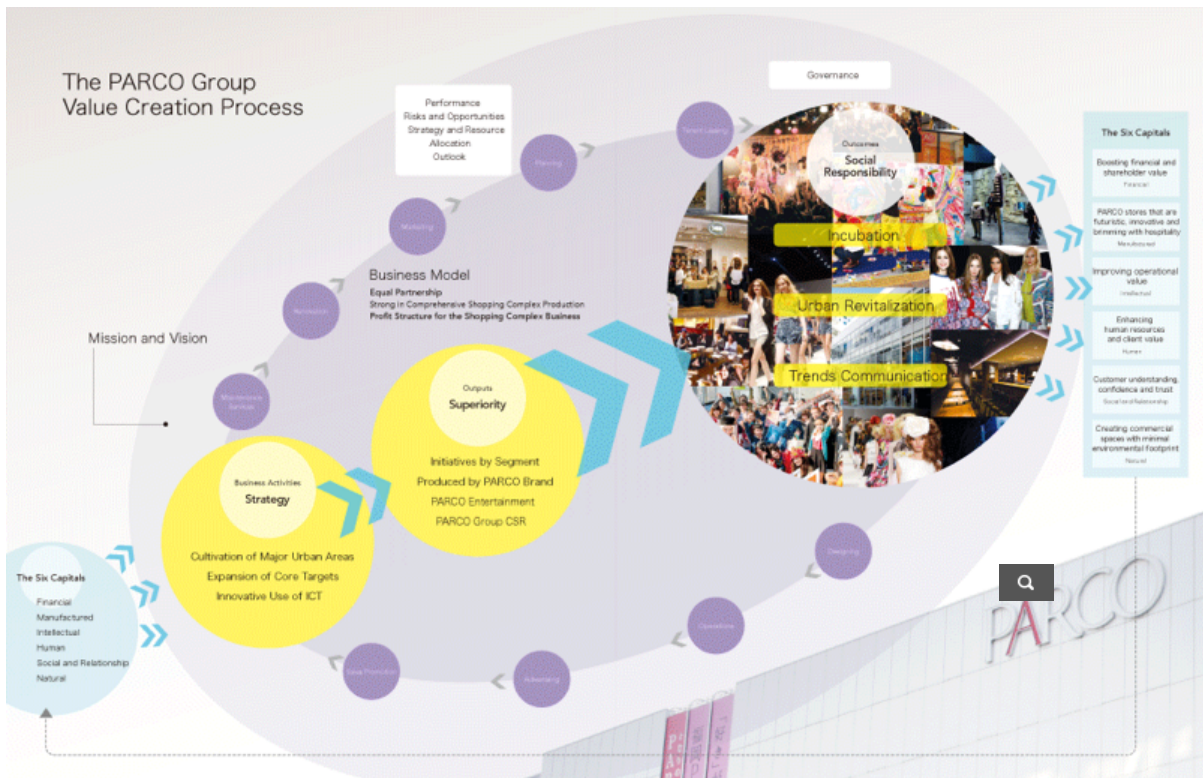 The PARCO Group
Value Creation Process
Performance
Risks and Opportunities
Strategy and Resource
Allocation
Outlook
Governance
Tenant Leasing
Planning
Marketing
Renovation
Maintenance
Services
Business Model
Equal Partnership
Strong in Comprehensive Shopping Complex Production
Profit Structure for the Shopping Complex Business
Mission and Vision
Outcomes
Social
Responsibility
Incubation
Urban Revitalization
Trends Communication
Outputs
Superiority
Initiatives by Segment
Produced by PARCO Brand
PARCO Entertainment
PARCO Group CSR
Business Activities
Strategy
Cultivation of Major Urban Areas
Expansion of Core Targets
Innovative Use of ICT
The Six Capitals
Financial
Manufactured
Intellectual
Human
Social and Relationship
Natural
Designing
Operations
Advertising
Sales Promotion
The Six Capitals
Boosting financial and
shareholder value
Financial
PARCO stores that are
futuristic, innovative and
brimming with hospitality
Manufactured
Improving operational
value
Intellectual
Enhancing
human resources
and client value
Human
Customer understanding,
confidence and trust
Social and Relationship
Creating commercial
spaces with minimal
environmental footprint
Natural
PARCO